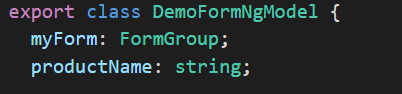 export class DemoFormNgModel {
  myForm: FormGroup;
  productName: string;